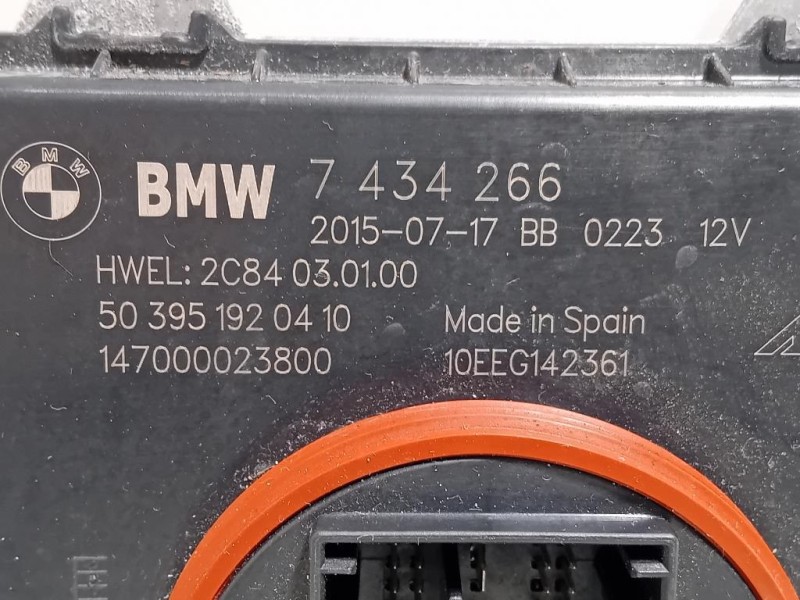 BMW BMW 7 434 266
2015-07-17 BB 0223 12V
HWEL: 2C84 03.01.00
50 395 192 04 10 Made in Spain
147000023800 10EEG142361